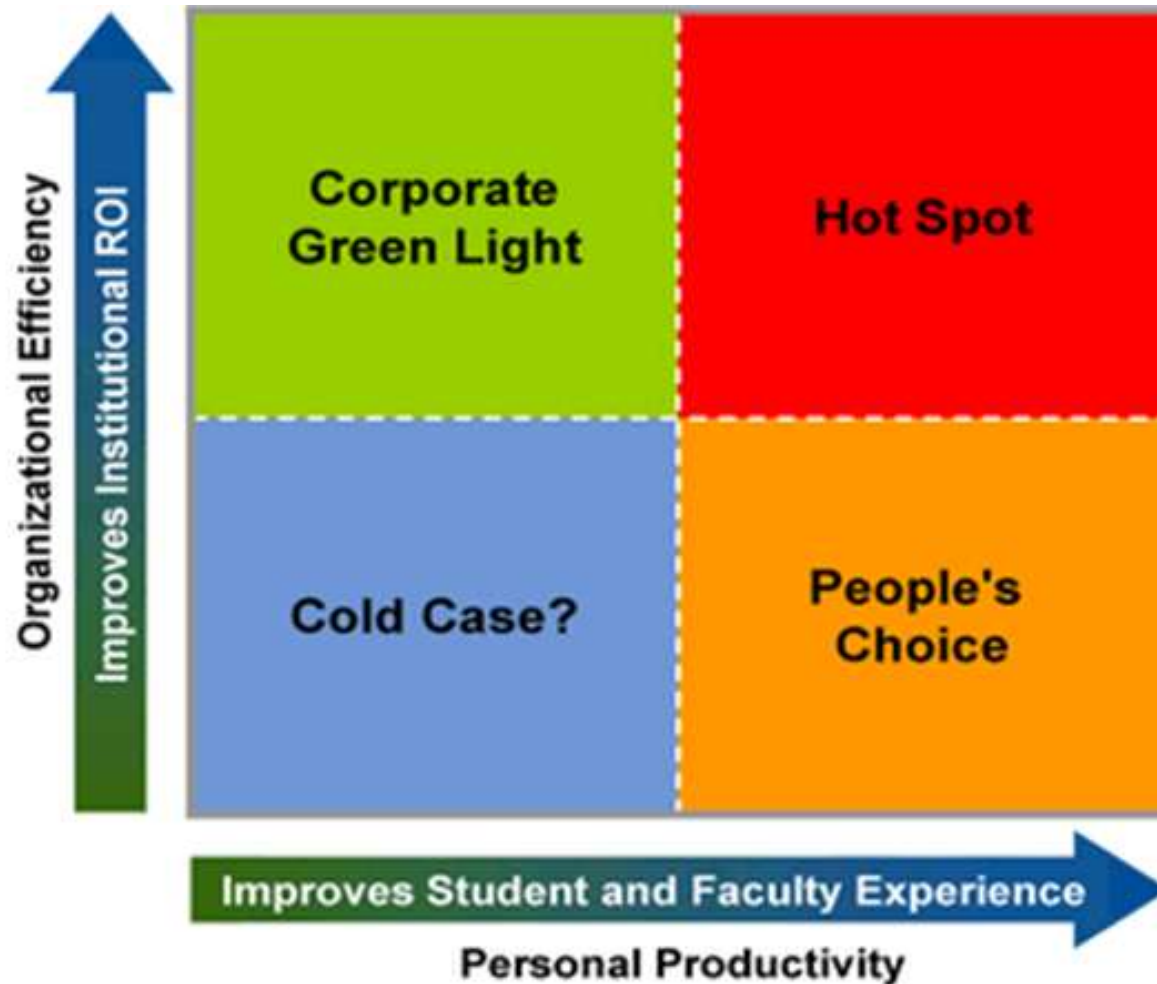 Organizational Efficiency
Improves Institutional ROI
Corporate
Green Light
Hot Spot
Cold Case?
People's
Choice
Improves Student and Faculty Experience
Personal Productivity